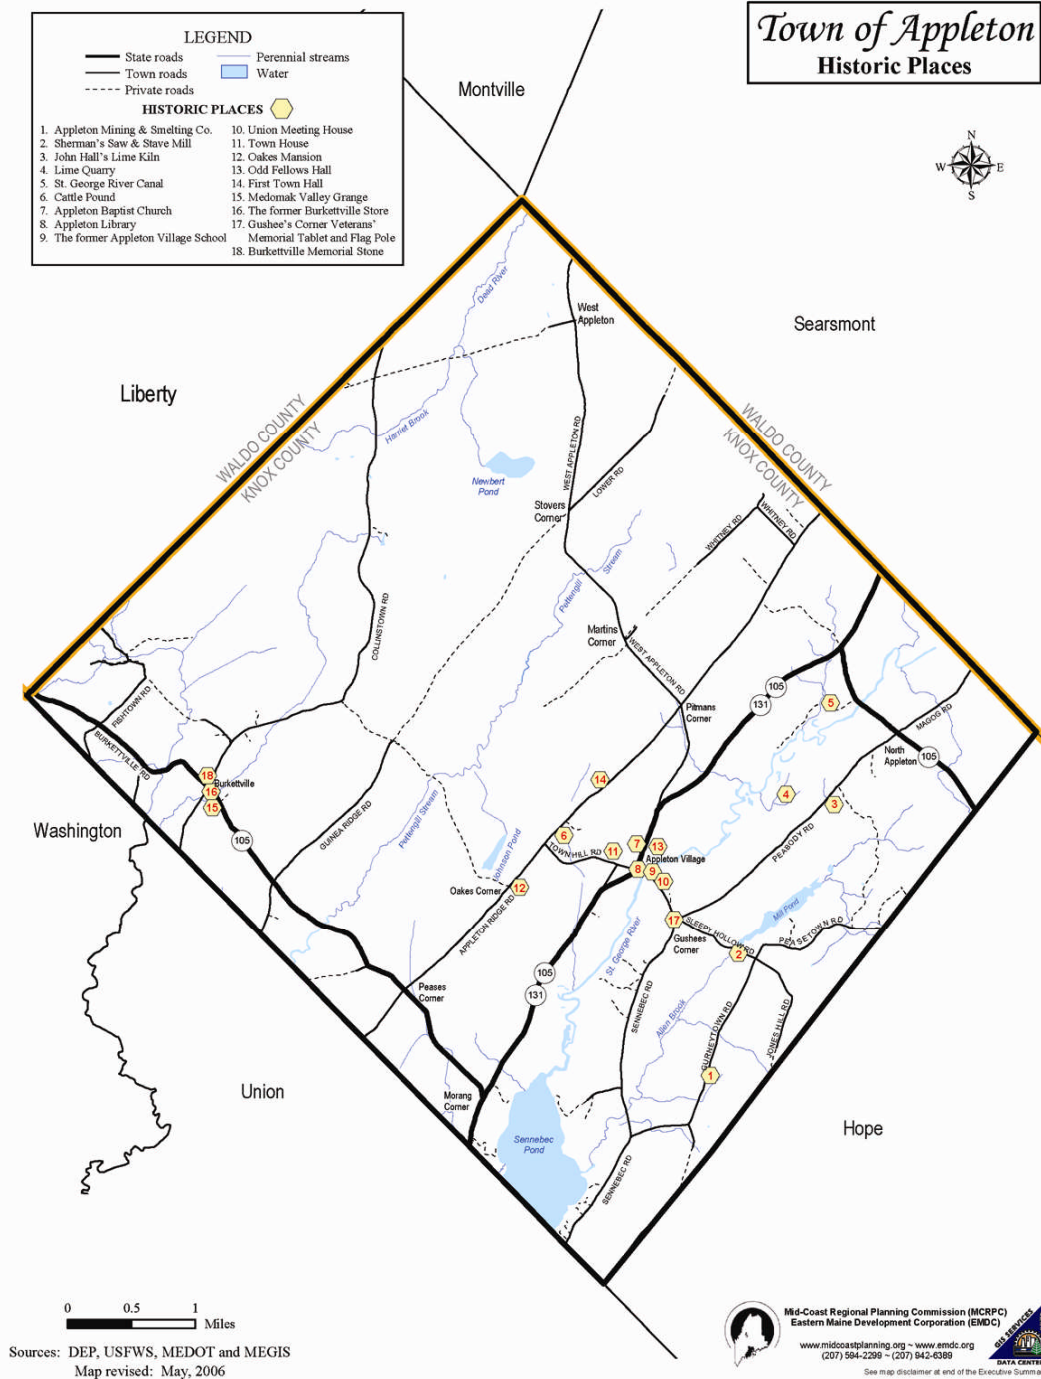 Town of Appleton
Historic Places
LEGEND
State roads
Town roads
Private roads
Perennial streams
Water
HISTORIC PLACES
1. Appleton Mining & Smelting Co.
2. Sherman's Saw & Stave Mill
3. John Hall's Lime Kiln
4. Lime Quarry
5. St. George River Canal
6. Cattle Pound
7. Appleton Baptist Church
8. Appleton Library
9. The former Appleton Village School
10. Union Meeting House
11. Town House
12. Oakes Mansion
13. Odd Fellows Hall
14. First Town Hall
15. Medomak Valley Grange
16. The former Burkettville Store
17. Gushee's Corner Veterans'
Memorial Tablet and Flag Pole
18. Burkettville Memorial Stone
Montville
N
W
E
S
Searsmont
Liberty
Dead River
West
Appleton
WALDO COUNTY
KNOX COUNTY
Harriet Brook
WALDO COUNTY
KNOX COUNTY
WEST APPLETON RD
LOWER RD
Newbert
Pond
Stovers
Corner
WHITNEY RD
WHITNEY RD
Pettengill
Stream
COLLINSTOWN RD
Martins
Corner
WEST APPLETON RD
FISHTOWN RD
BURKETTVILLE RD
105
131
Pitmans
Corner
5
MAGOG RD
North
Appleton
105
18
Burkettville
16
15
Washington
105
GUINEA RIDGE RD
Pettengill Stream
14
4
3
PEABODY RD
Johnson Pond
6
TOWN HILL RD
11
7
13
Appleton Village
8
9
10
Oakes Corner
12
APPLETON RIDGE RD
17
Gushees
Corner
SLEEPY HOLLOW RD
Mill Pond
PEASETOWN RD
2
St. George River
Hope
105
131
Peases
Corner
SENNEBEC RD
Allen Brook
GURNEYTOWN RD
JONES HILL RD
1
Union
Morang
Corner
Sennebec
Pond
SENNEBEC RD
0 0.5 1
Miles
Sources: DEP, USFWS, MEDOT and MEGIS
Map revised: May, 2006
Mid-Coast Regional Planning Commission (MCRPC)
Eastern Maine Development Corporation (EMDC)
www.midcoastplanning.org ~ www.emdc.org
(207) 594-2299 ~ (207) 942-6389
GIS SERVICES
DATA CENTER
See map disclaimer at end of the Executive Summa